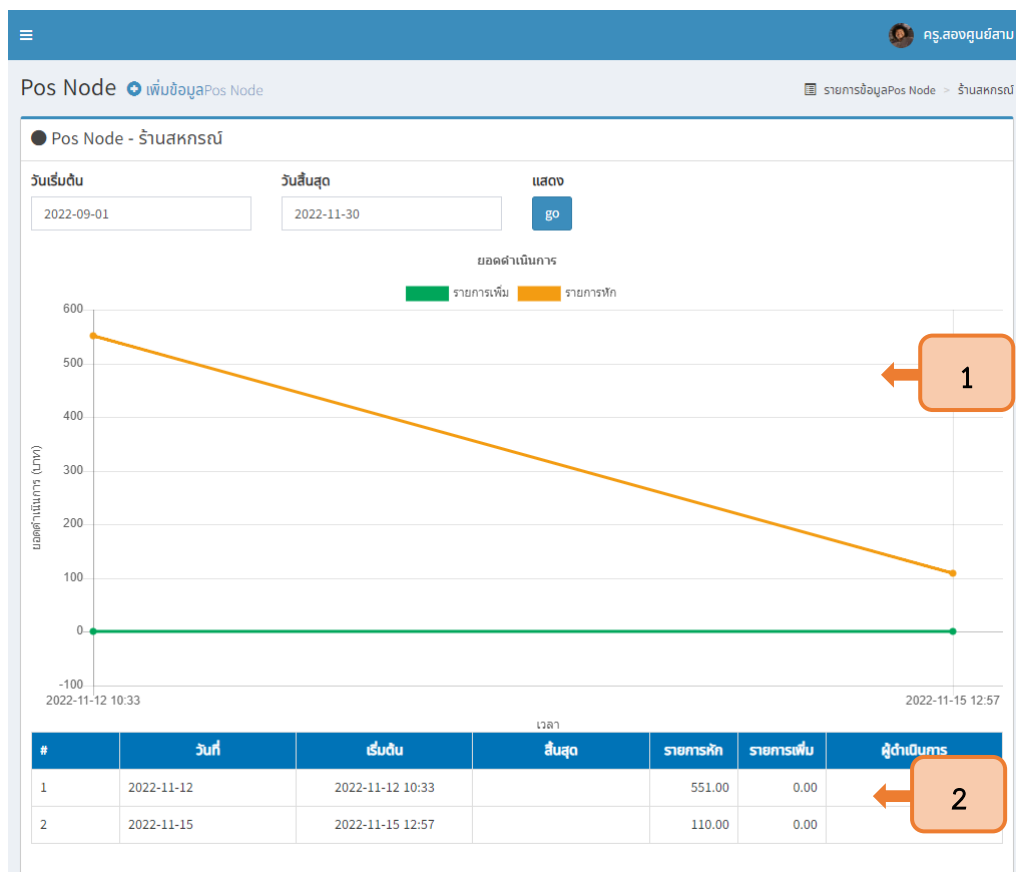 ครู.สองศูนย์สาม
Pos Node เพิ่มข้อมูลPos Node
รายการข้อมูลPos Node > ร้านสหกรณ์
Pos Node - ร้านสหกรณ์
วันเริ่มต้น วันสิ้นสุด แสดง
2022-09-01 2022-11-30 go
ยอดดำเนินการ
รายการเพิ่ม รายการหัก
600
500
400
300
200
100
0
-100
ยอดดำเนินการ (บาท)
1
2022-11-12 10:33 2022-11-15 12:57
เวลา
# วันที่ เริ่มต้น สิ้นสุด รายการหัก รายการเพิ่ม ผู้ดำเนินการ
1 2022-11-12 2022-11-12 10:33 551.00 0.00
2
2 2022-11-15 2022-11-15 12:57 110.00 0.00